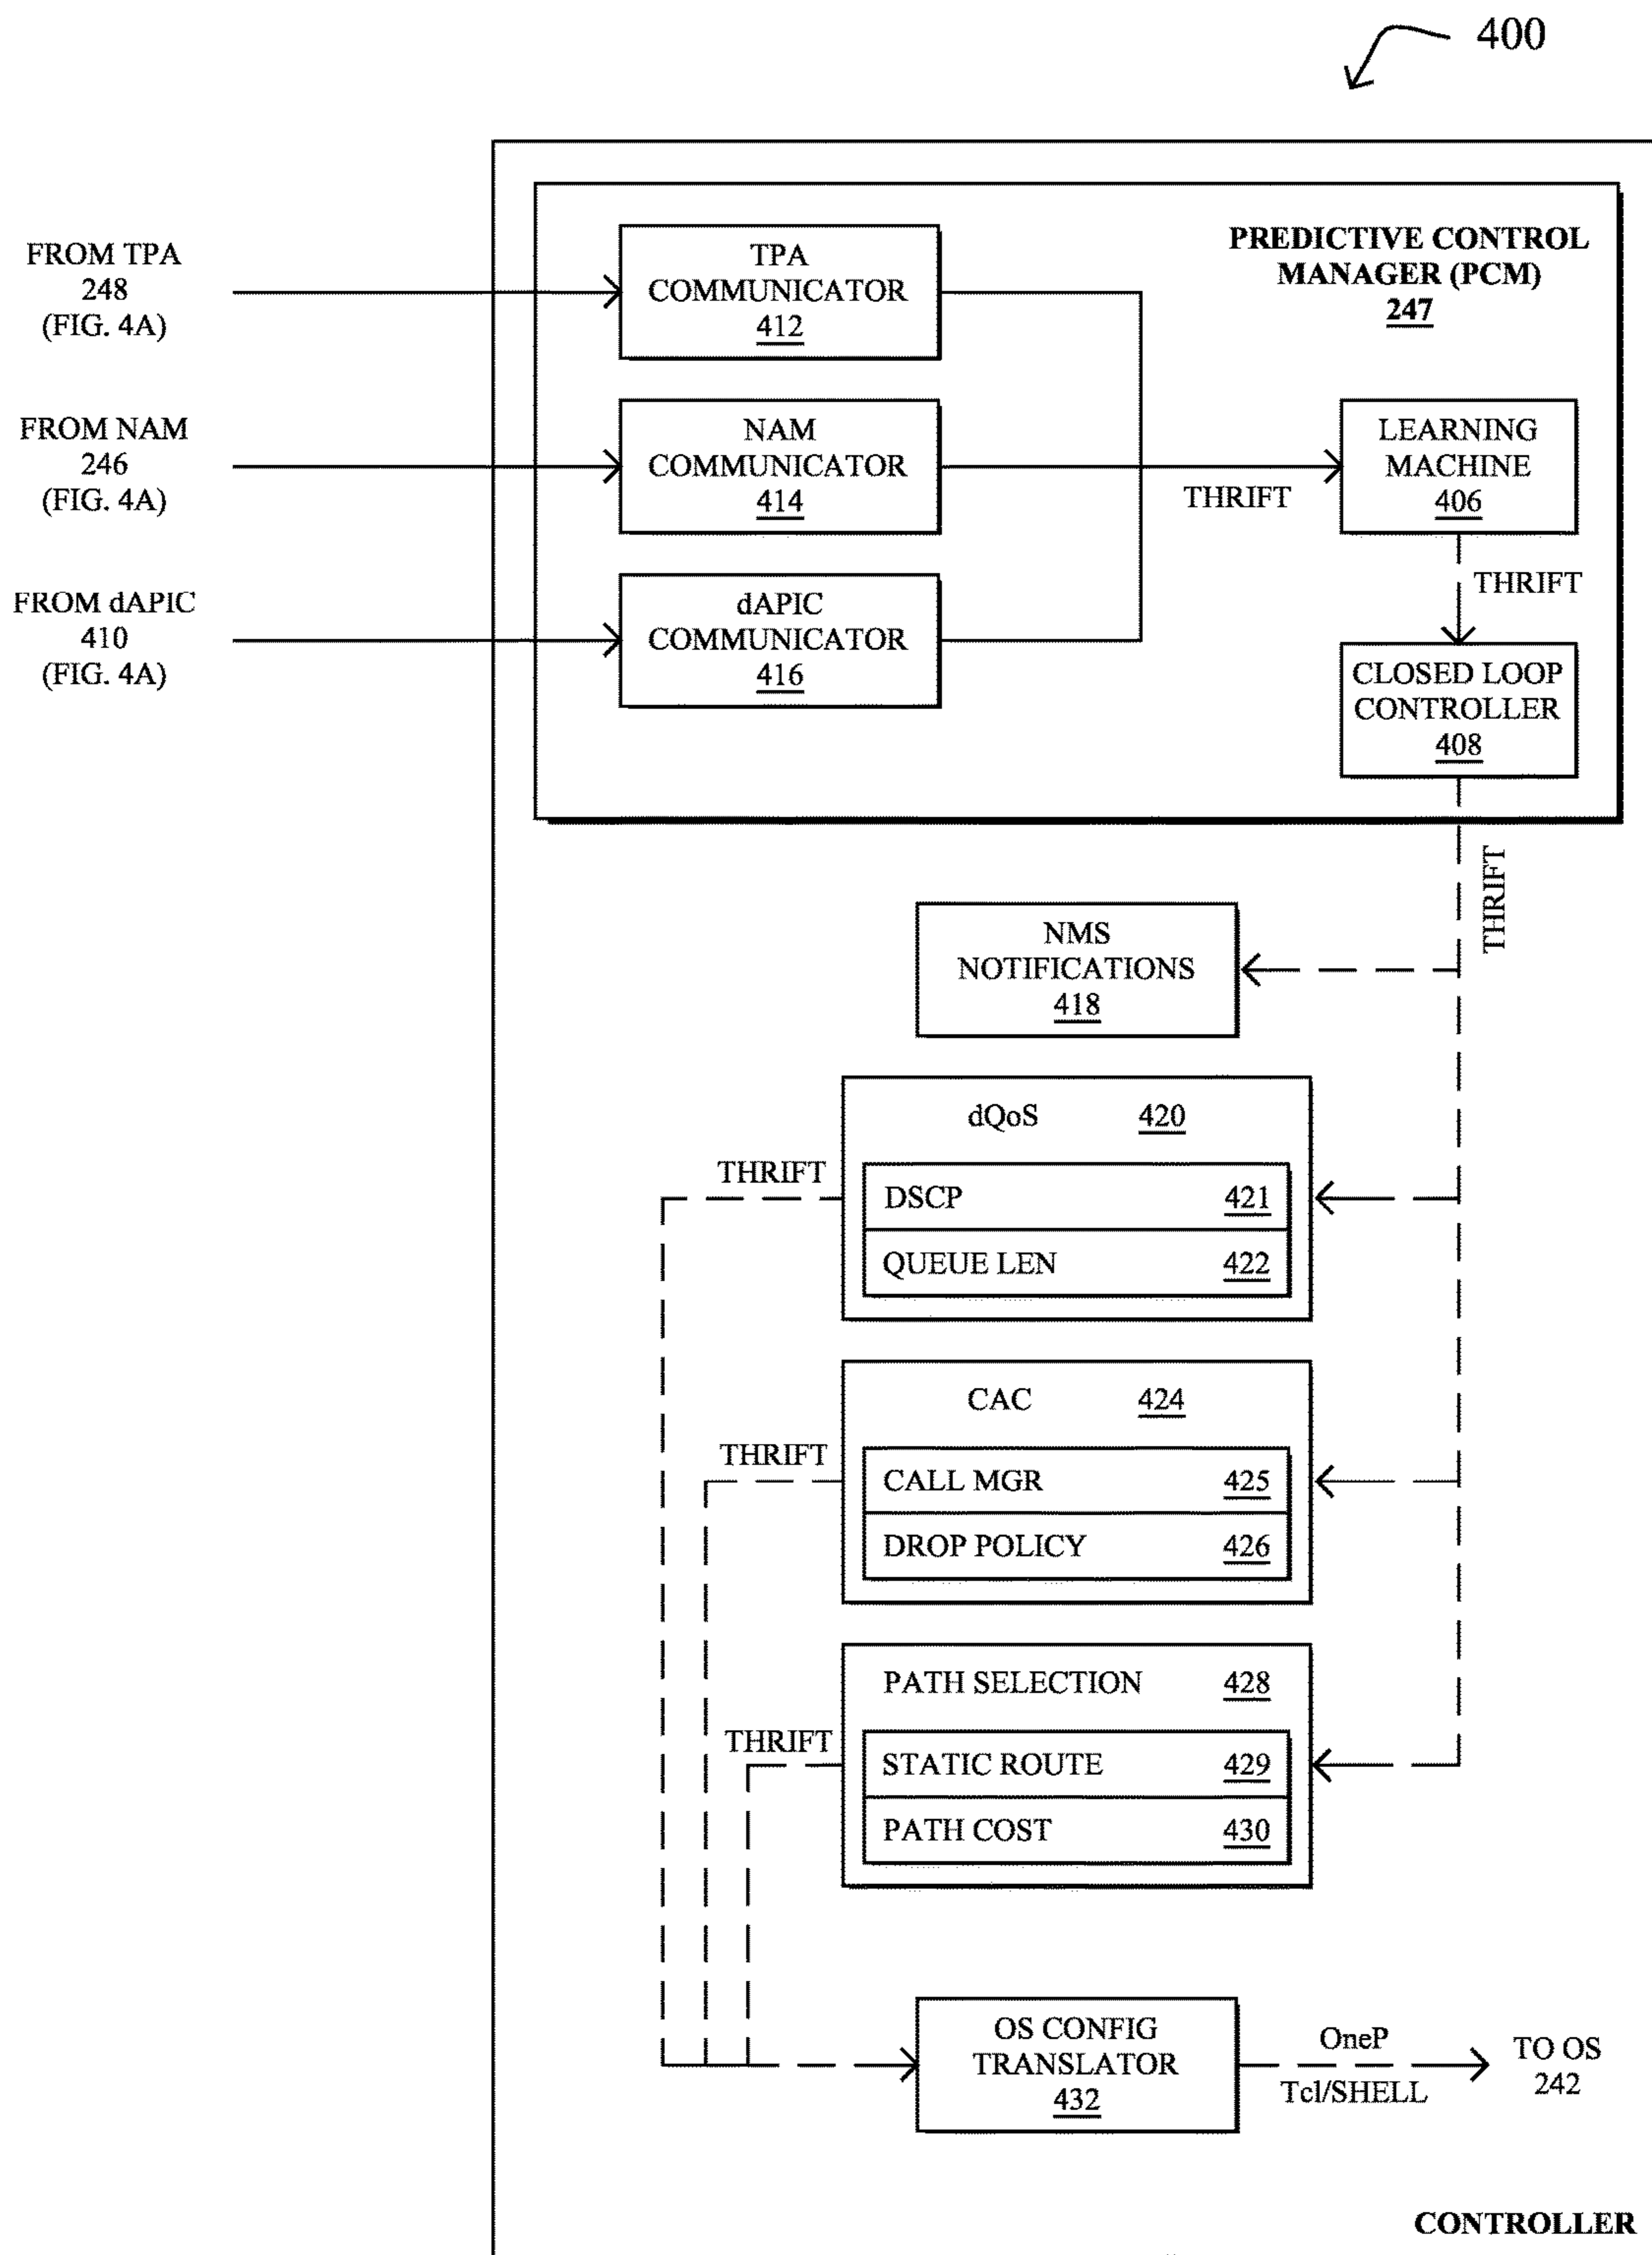 400
FROM TPA
248
(FIG. 4A)
TPA
COMMUNICATOR
412
PREDICTIVE CONTROL
MANAGER (PCM)
247
FROM NAM
246
(FIG. 4A)
NAM
COMMUNICATOR
414
THRIFT
LEARNING
MACHINE
406
THRIFT
FROM dAPIC
410
(FIG. 4A)
dAPIC
COMMUNICATOR
416
CLOSED LOOP
CONTROLLER
408
THRIFT
NMS
NOTIFICATIONS
418
dQoS 420
THRIFT
DSCP 421
QUEUE LEN 422
CAC 424
THRIFT
CALL MGR 425
DROP POLICY 426
PATH SELECTION 428
THRIFT
STATIC ROUTE 429
PATH COST 430
OS CONFIG
TRANSLATOR
432
OneP
Tcl/SHELL
TO OS
242
CONTROLLER